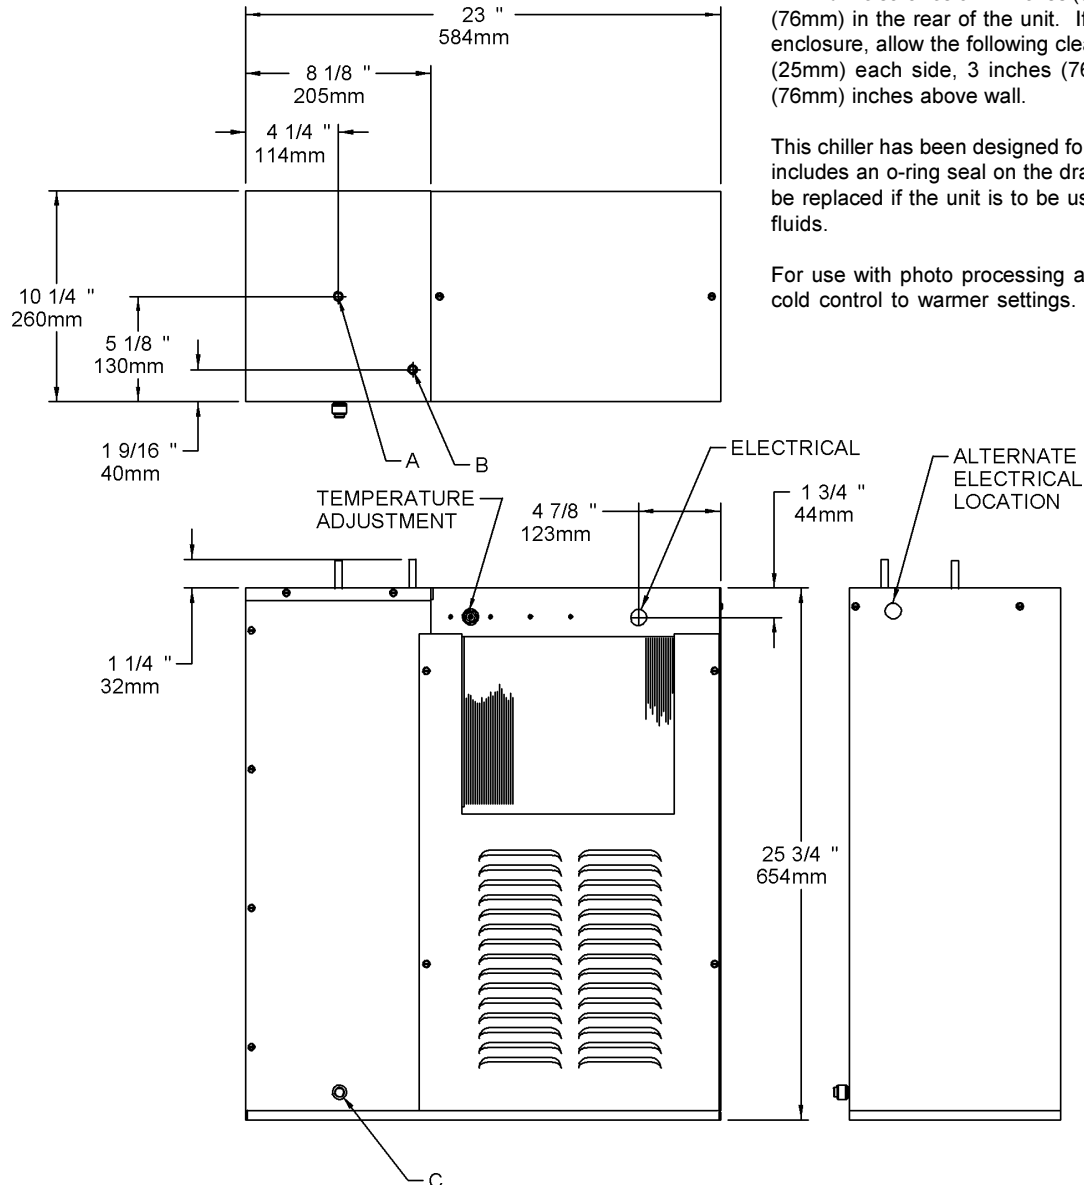 (76mm) in the rear of the unit. If
enclosure, allow the following
(25mm) each side, 3 inches
(76mm) inches above wall.
This chiller has been designed
includes an o-ring seal on the
be replaced if the unit is to be
fluids.
For use with photo processing
cold control to warmer settings.
23 "
584mm
8 1/8 "
205mm
4 1/4 "
114mm
10 1/4 "
260mm
5 1/8 "
130mm
1 9/16 "
40mm
A
B
TEMPERATURE
ADJUSTMENT
4 7/8 "
123mm
ELECTRICAL
1 3/4 "
44mm
ALTERNATE
ELECTRICAL
LOCATION
1 1/4 "
32mm
25 3/4 "
654mm
C